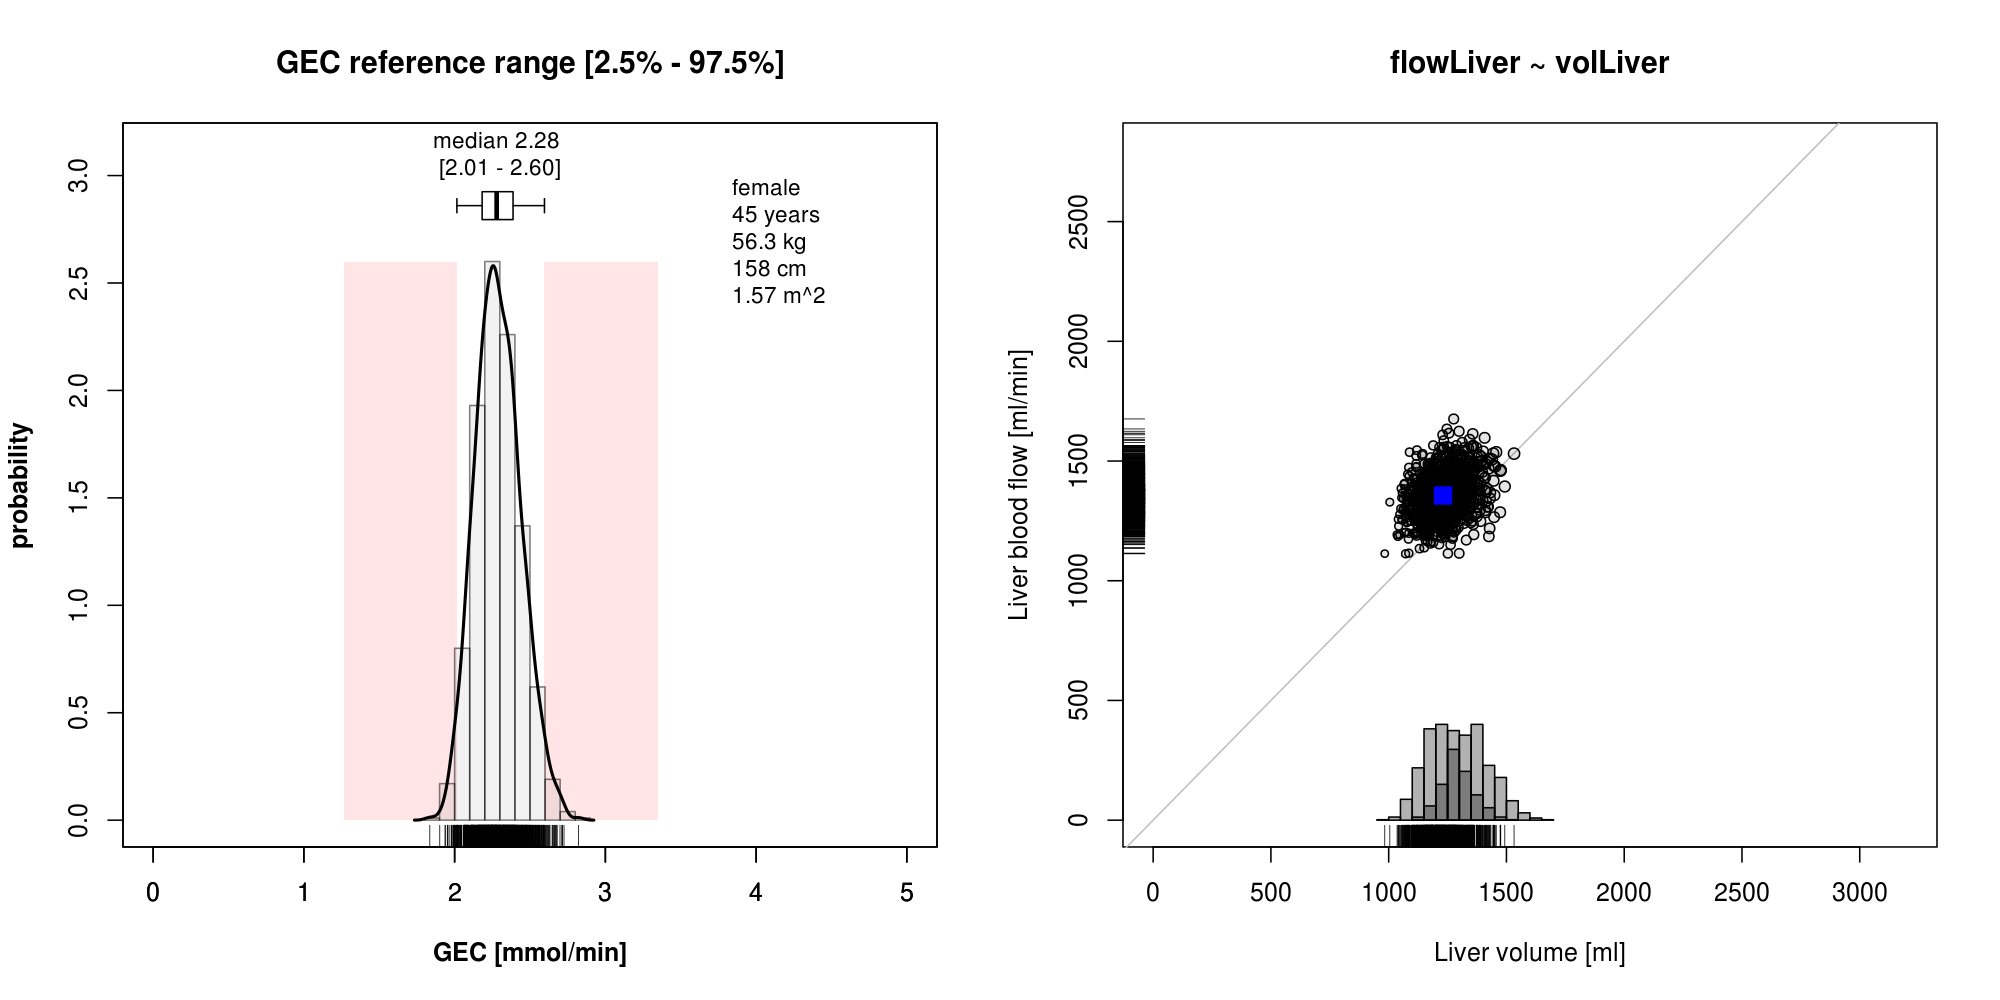 GEC reference range [2.5% - 97.5%]
median 2.28
[2.01 - 2.60]
female
45 years
56.3 kg
158 cm
1.57 m^2
probability
0.0
0.5
1.0
1.5
2.0
2.5
3.0
0 1 2 3 4 5
GEC [mmol/min]
flowLiver ~ volLiver
Liver blood flow [ml/min]
0
500
1000
1500
2000
2500
0 500 1000 1500 2000 2500 3000
Liver volume [ml]